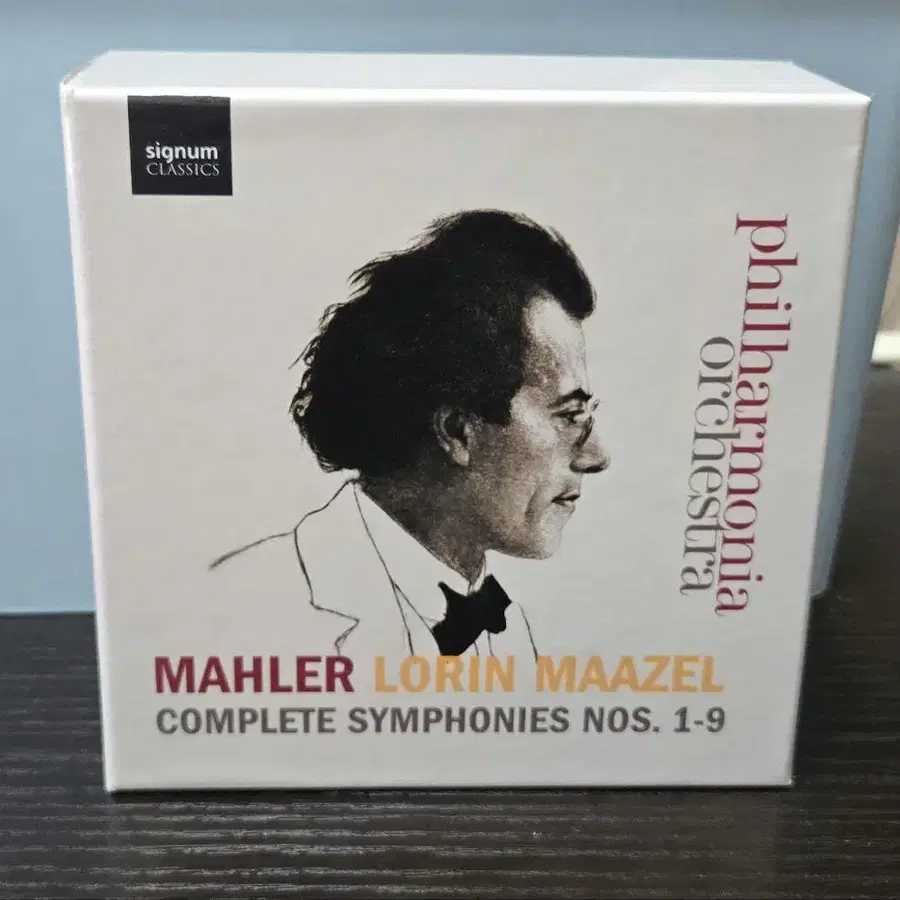 signum
CLASSICS
philharmonia
orchestra
MAHLER LORIN MAAZEL
COMPLETE SYMPHONIES NOS. 1-9